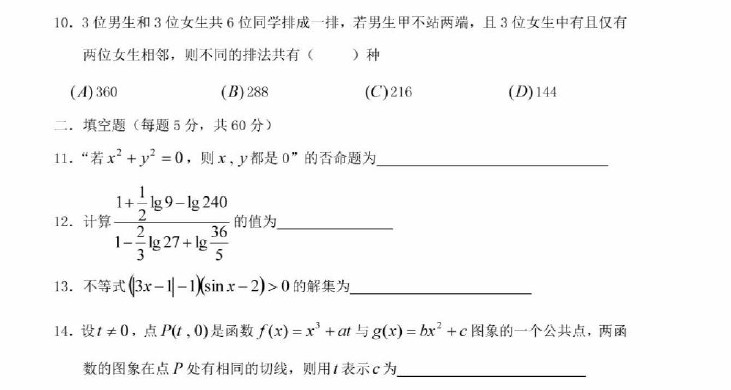 10. 3 位男生和 3 位女生共 6 位同学排成一排，若男生甲不站两端，且 3 位女生中有且仅有
两位女生相邻，则不同的排法共有（ ）种
(A) 360 (B) 288 (C) 216 (D) 144
二．填空题（每题 5 分，共 60 分）
11. “若 x² + y² = 0，则 x , y 都是 0”的否命题为
12. 计算 (1+1/2 lg 9−lg 240)/(1−2/3 lg 27+lg 36/5) 的值为
13. 不等式 (|3x−1|−1)(sin x−2)>0 的解集为
14. 设 t ≠ 0，点 P(t , 0) 是函数 f(x) = x³ + at 与 g(x) = bx² + c 图象的一个公共点，两函
数的图象在点 P 处有相同的切线，则用 t 表示 c 为